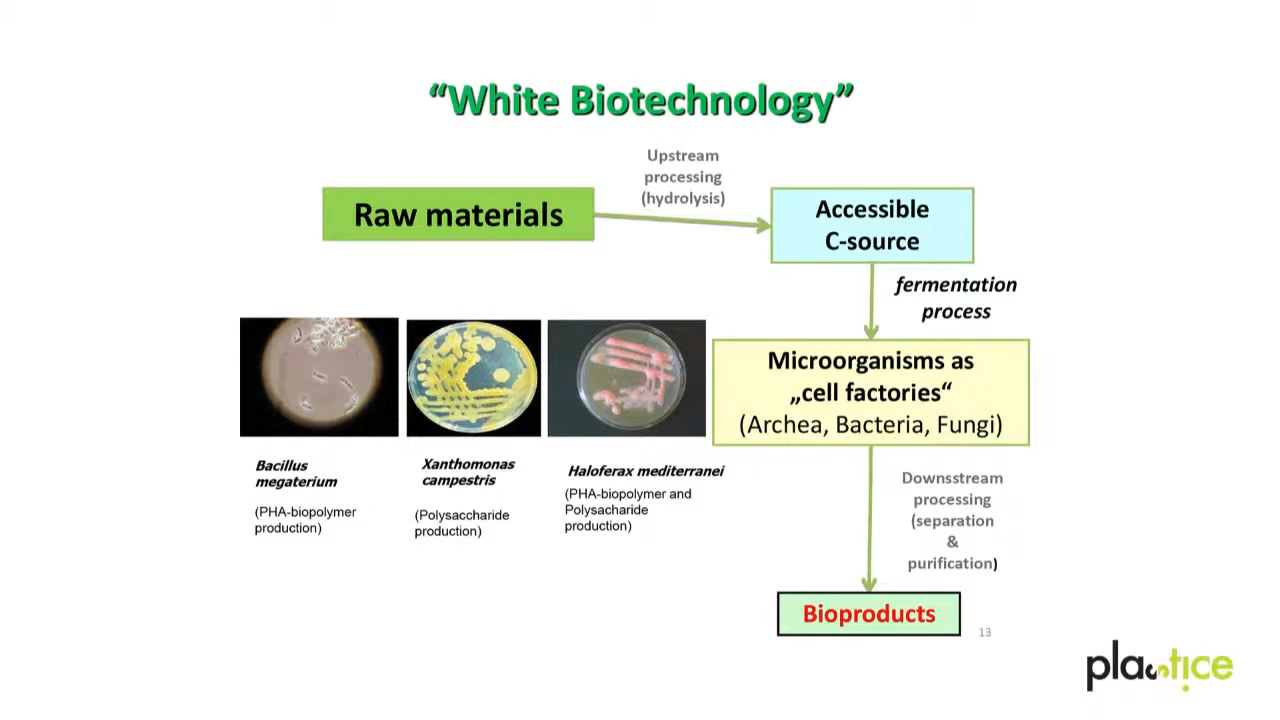 “White Biotechnology”
Upstream
processing
(hydrolysis)
Raw materials
Accessible
C-source
fermentation
process
Microorganisms as
„cell factories“
(Archea, Bacteria, Fungi)
Bacillus
megaterium
(PHA-biopolymer
production)
Xanthomonas
campestris
(Polysaccharide
production)
Haloferax mediterranei
(PHA-biopolymer and
Polysacharide
production)
Downsstream
processing
(separation
&
purification)
Bioproducts
13
plastice